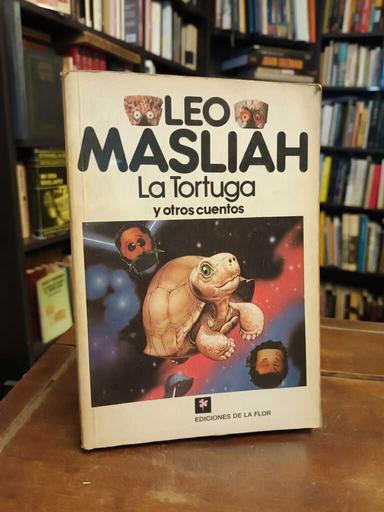 LEO
MASLIAH
La Tortuga
y otros cuentos
EDICIONES DE LA FLOR